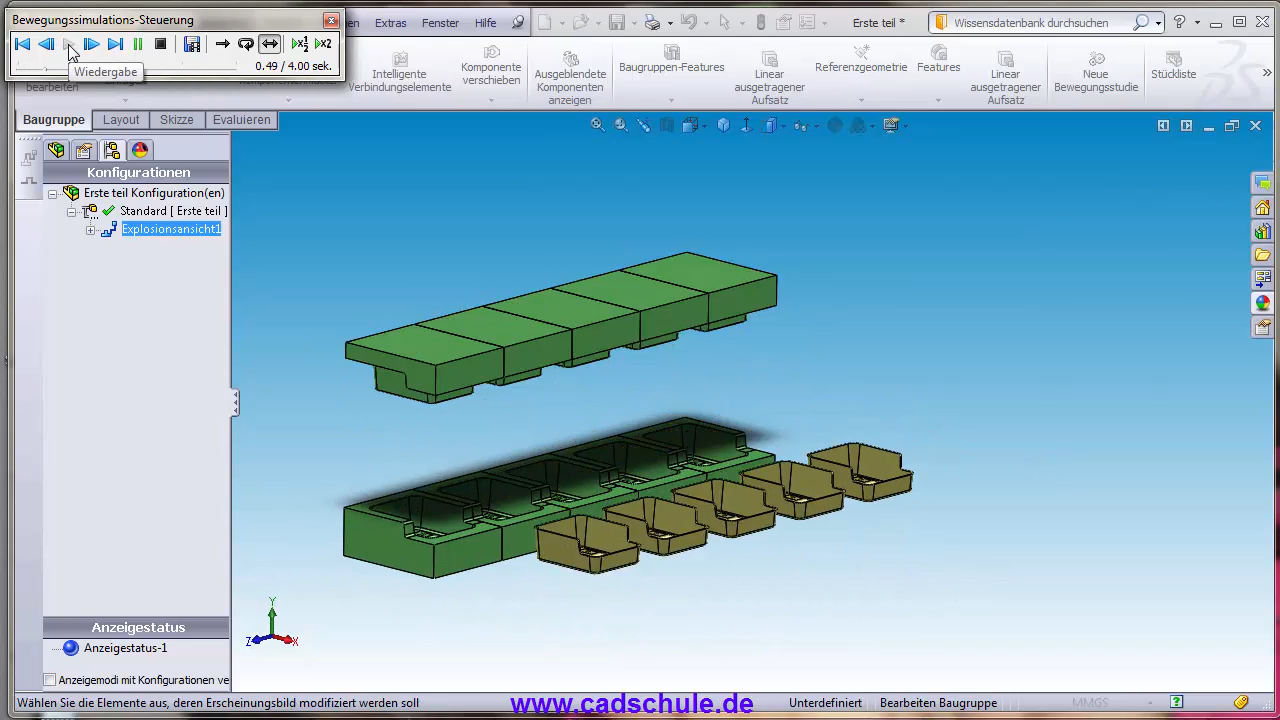 Bewegungssimulations-Steuerung
0.49 / 4.00 sek.
Wiedergabe
Extras Fenster Hilfe
Erste teil *
Wissensdatenbank durchsuchen
bearbeiten
Intelligente Verbindungselemente
Komponente verschieben
Ausgeblendete Komponenten anzeigen
Baugruppen-Features
Linear ausgetragener Aufsatz
Referenzgeometrie
Features
Linear ausgetragener Aufsatz
Neue Bewegungsstudie
Stückliste
Baugruppe Layout Skizze Evaluieren
Konfigurationen
Erste teil Konfiguration(en)
Standard [ Erste teil ]
Explosionsansicht1
Y
Z
X
Anzeigestatus
Anzeigestatus-1
Anzeigemodi mit Konfigurationen ve
Wählen Sie die Elemente aus, deren Erscheinungsbild modifiziert werden soll
www.cadschule.de
Unterdefiniert
Bearbeiten Baugruppe
MMGS